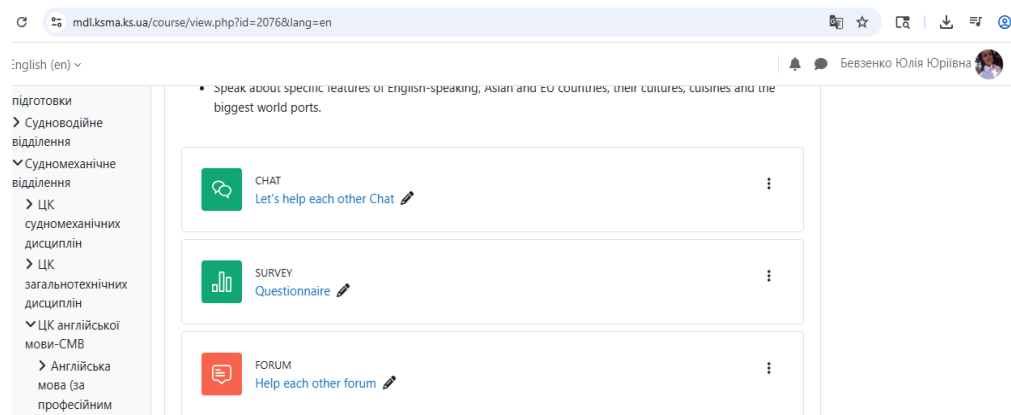 mdl.ksma.ks.ua/course/view.php?id=2076&lang=en
English (en)
Бевзенко Юлія Юріївна
підготовки
Судноводійне
відділення
Судномеханічне
відділення
ЦК
судномеханічних
дисциплін
ЦК
загальнотехнічних
дисциплін
ЦК англійської
мови-СМВ
Англійська
мова (за
професійним
Speak about specific features of English-speaking, Asian and EU countries, their cultures, cuisines and the
biggest world ports.
CHAT
Let's help each other Chat
SURVEY
Questionnaire
FORUM
Help each other forum